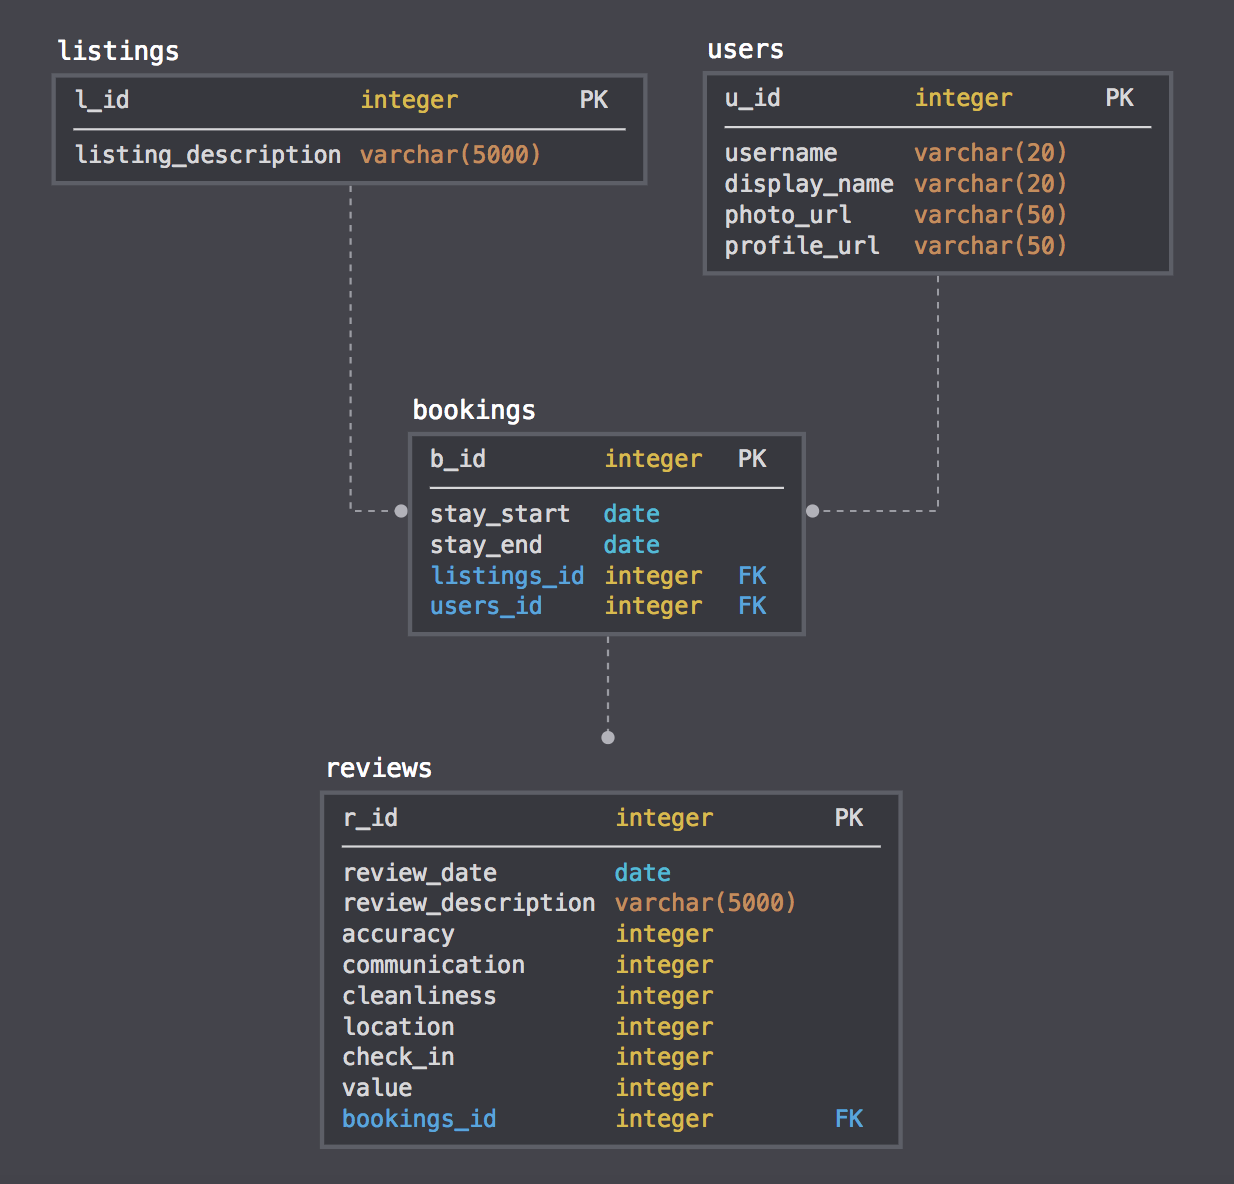 listings
l_id integer PK
listing_description varchar(5000)
users
u_id integer PK
username varchar(20)
display_name varchar(20)
photo_url varchar(50)
profile_url varchar(50)
bookings
b_id integer PK
stay_start date
stay_end date
listings_id integer FK
users_id integer FK
reviews
r_id integer PK
review_date date
review_description varchar(5000)
accuracy integer
communication integer
cleanliness integer
location integer
check_in integer
value integer
bookings_id integer FK